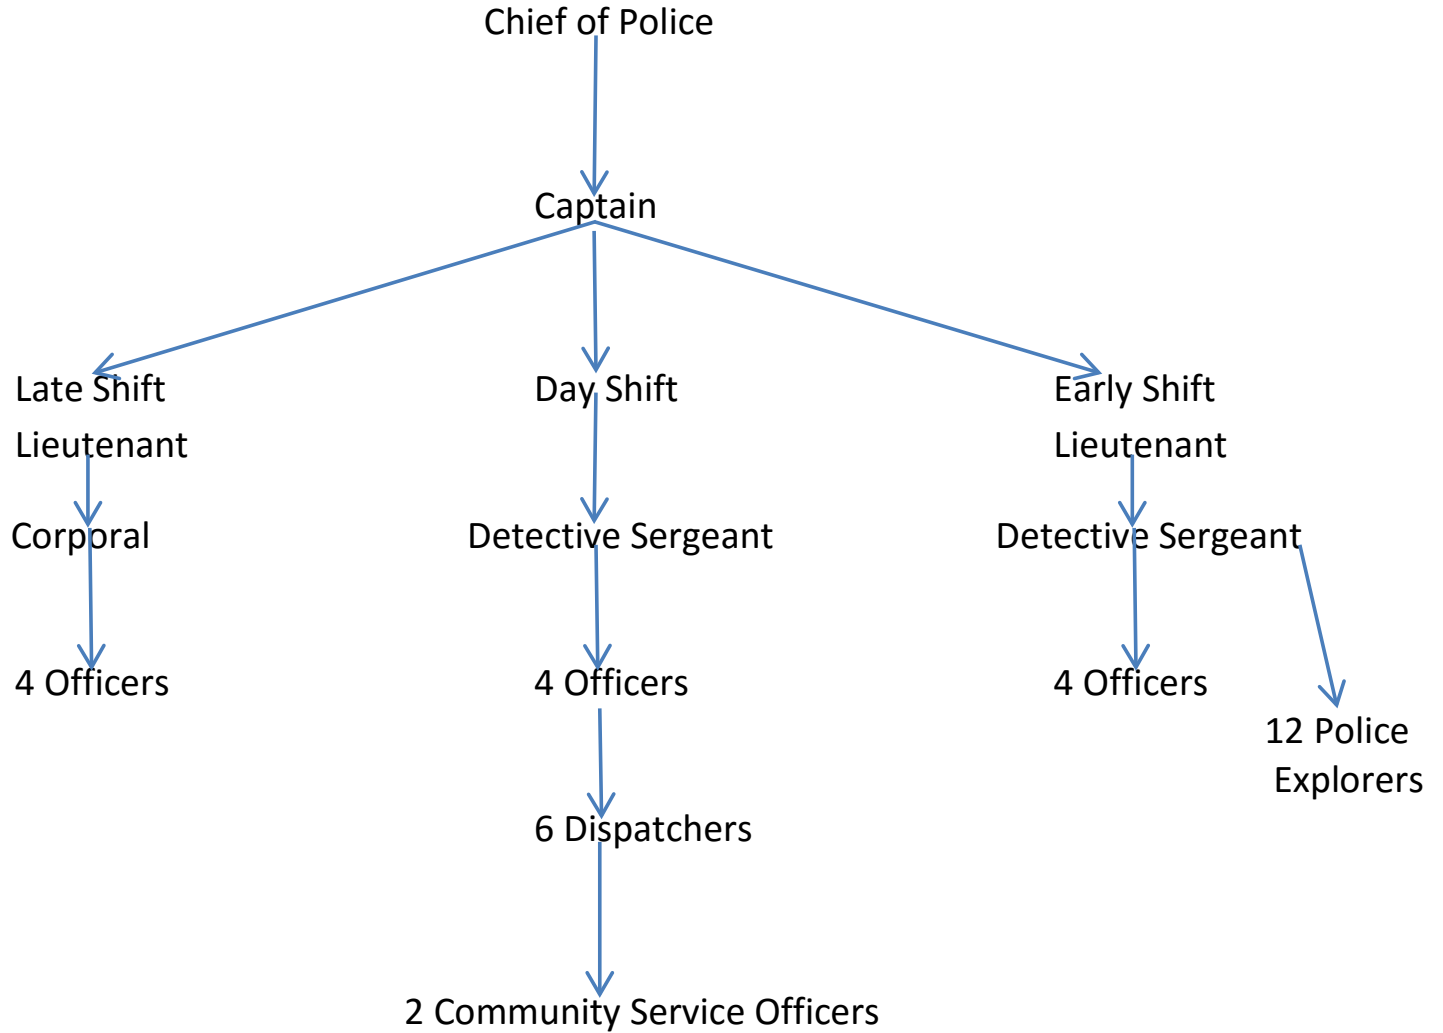 Chief of Police
Captain
Late Shift
Lieutenant
Day Shift
Early Shift
Lieutenant
Corporal
Detective Sergeant
Detective Sergeant
4 Officers
4 Officers
4 Officers
12 Police
Explorers
6 Dispatchers
2 Community Service Officers